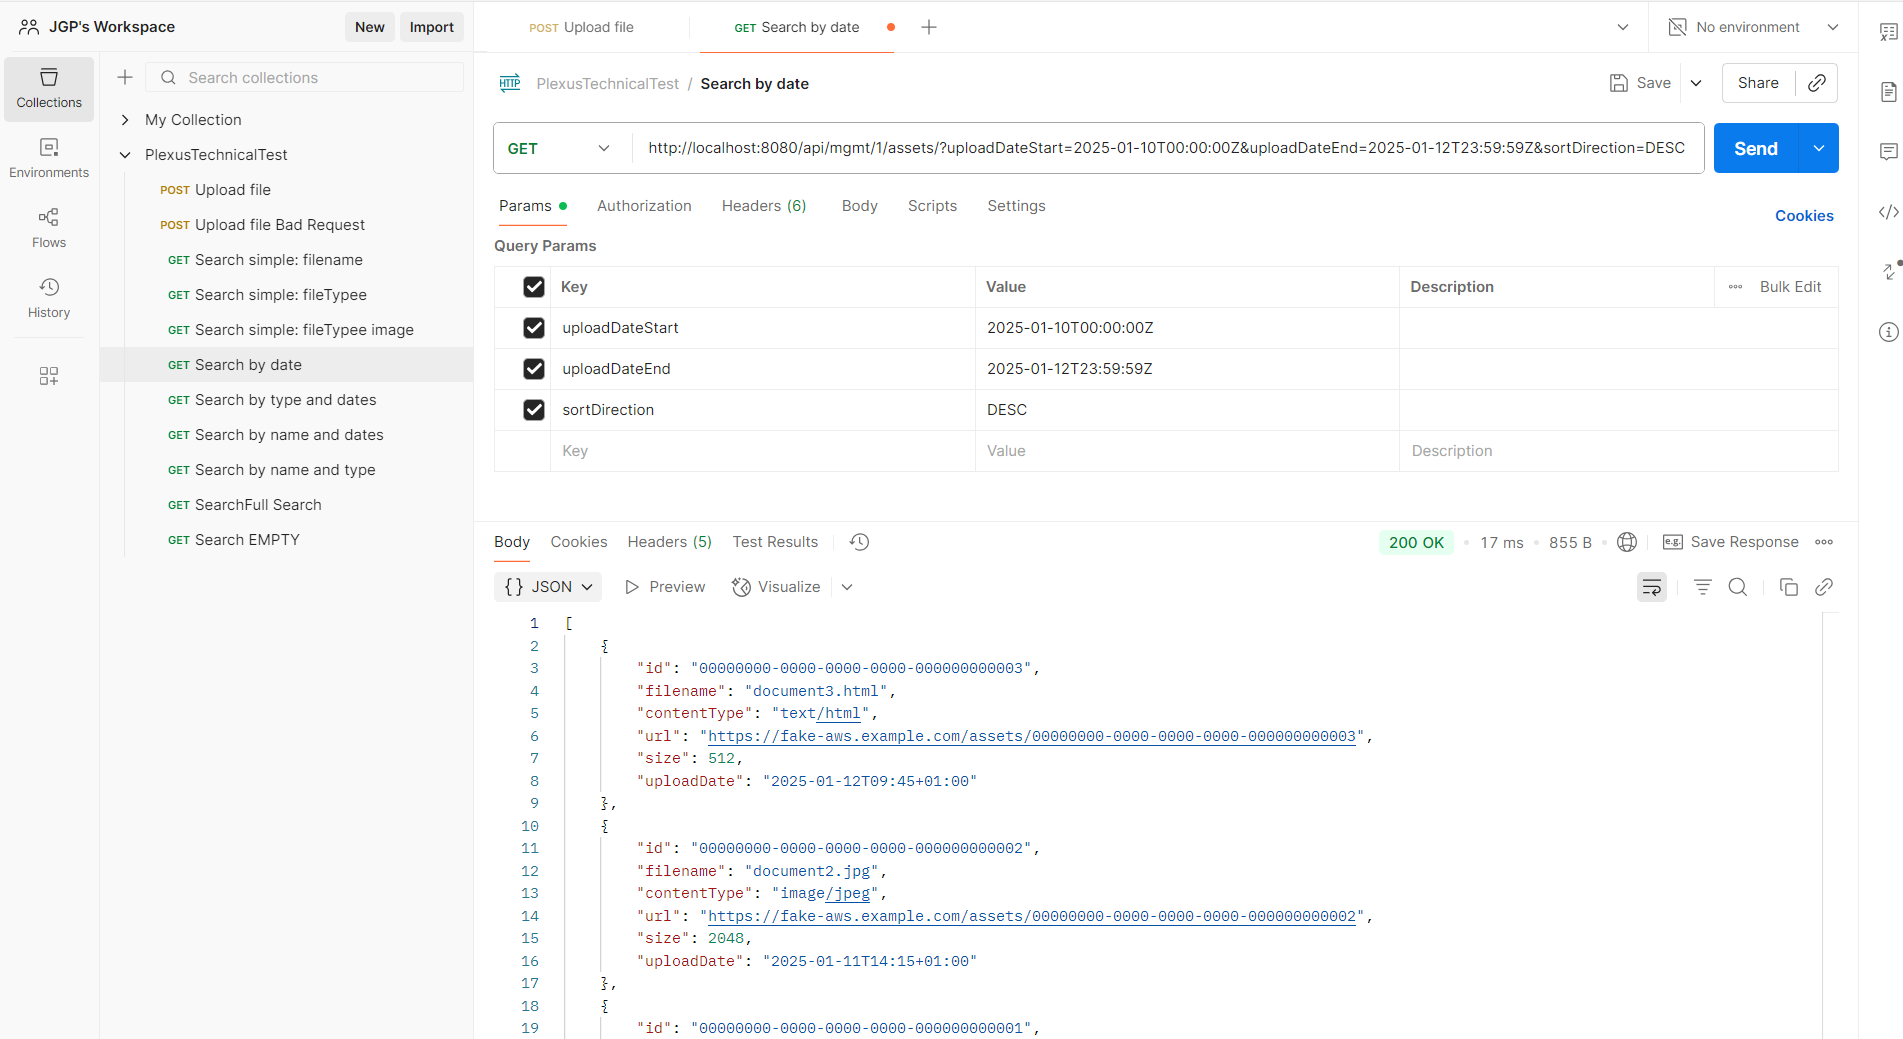 JGP's Workspace
New
Import
Collections
Environments
Flows
History
Search collections
My Collection
PlexusTechnicalTest
POST Upload file
POST Upload file Bad Request
GET Search simple: filename
GET Search simple: fileTypee
GET Search simple: fileTypee image
GET Search by date
GET Search by type and dates
GET Search by name and dates
GET Search by name and type
GET SearchFull Search
GET Search EMPTY
POST Upload file
GET Search by date
No environment
HTTP PlexusTechnicalTest / Search by date
Save
Share
GET
http://localhost:8080/api/mgmt/1/assets/?uploadDateStart=2025-01-10T00:00:00Z&uploadDateEnd=2025-01-12T23:59:59Z&sortDirection=DESC
Send
Params
Authorization
Headers (6)
Body
Scripts
Settings
Cookies
Query Params
Key Value Description Bulk Edit
uploadDateStart 2025-01-10T00:00:00Z
uploadDateEnd 2025-01-12T23:59:59Z
sortDirection DESC
Key Value Description
Body Cookies Headers (5) Test Results
200 OK 17 ms 855 B
e.g. Save Response
{} JSON Preview Visualize
1 [
2 {
3 "id": "00000000-0000-0000-0000-000000000003",
4 "filename": "document3.html",
5 "contentType": "text/html",
6 "url": "https://fake-aws.example.com/assets/00000000-0000-0000-0000-000000000003",
7 "size": 512,
8 "uploadDate": "2025-01-12T09:45+01:00"
9 },
10 {
11 "id": "00000000-0000-0000-0000-000000000002",
12 "filename": "document2.jpg",
13 "contentType": "image/jpeg",
14 "url": "https://fake-aws.example.com/assets/00000000-0000-0000-0000-000000000002",
15 "size": 2048,
16 "uploadDate": "2025-01-11T14:15+01:00"
17 },
18 {
19 "id": "00000000-0000-0000-0000-000000000001",